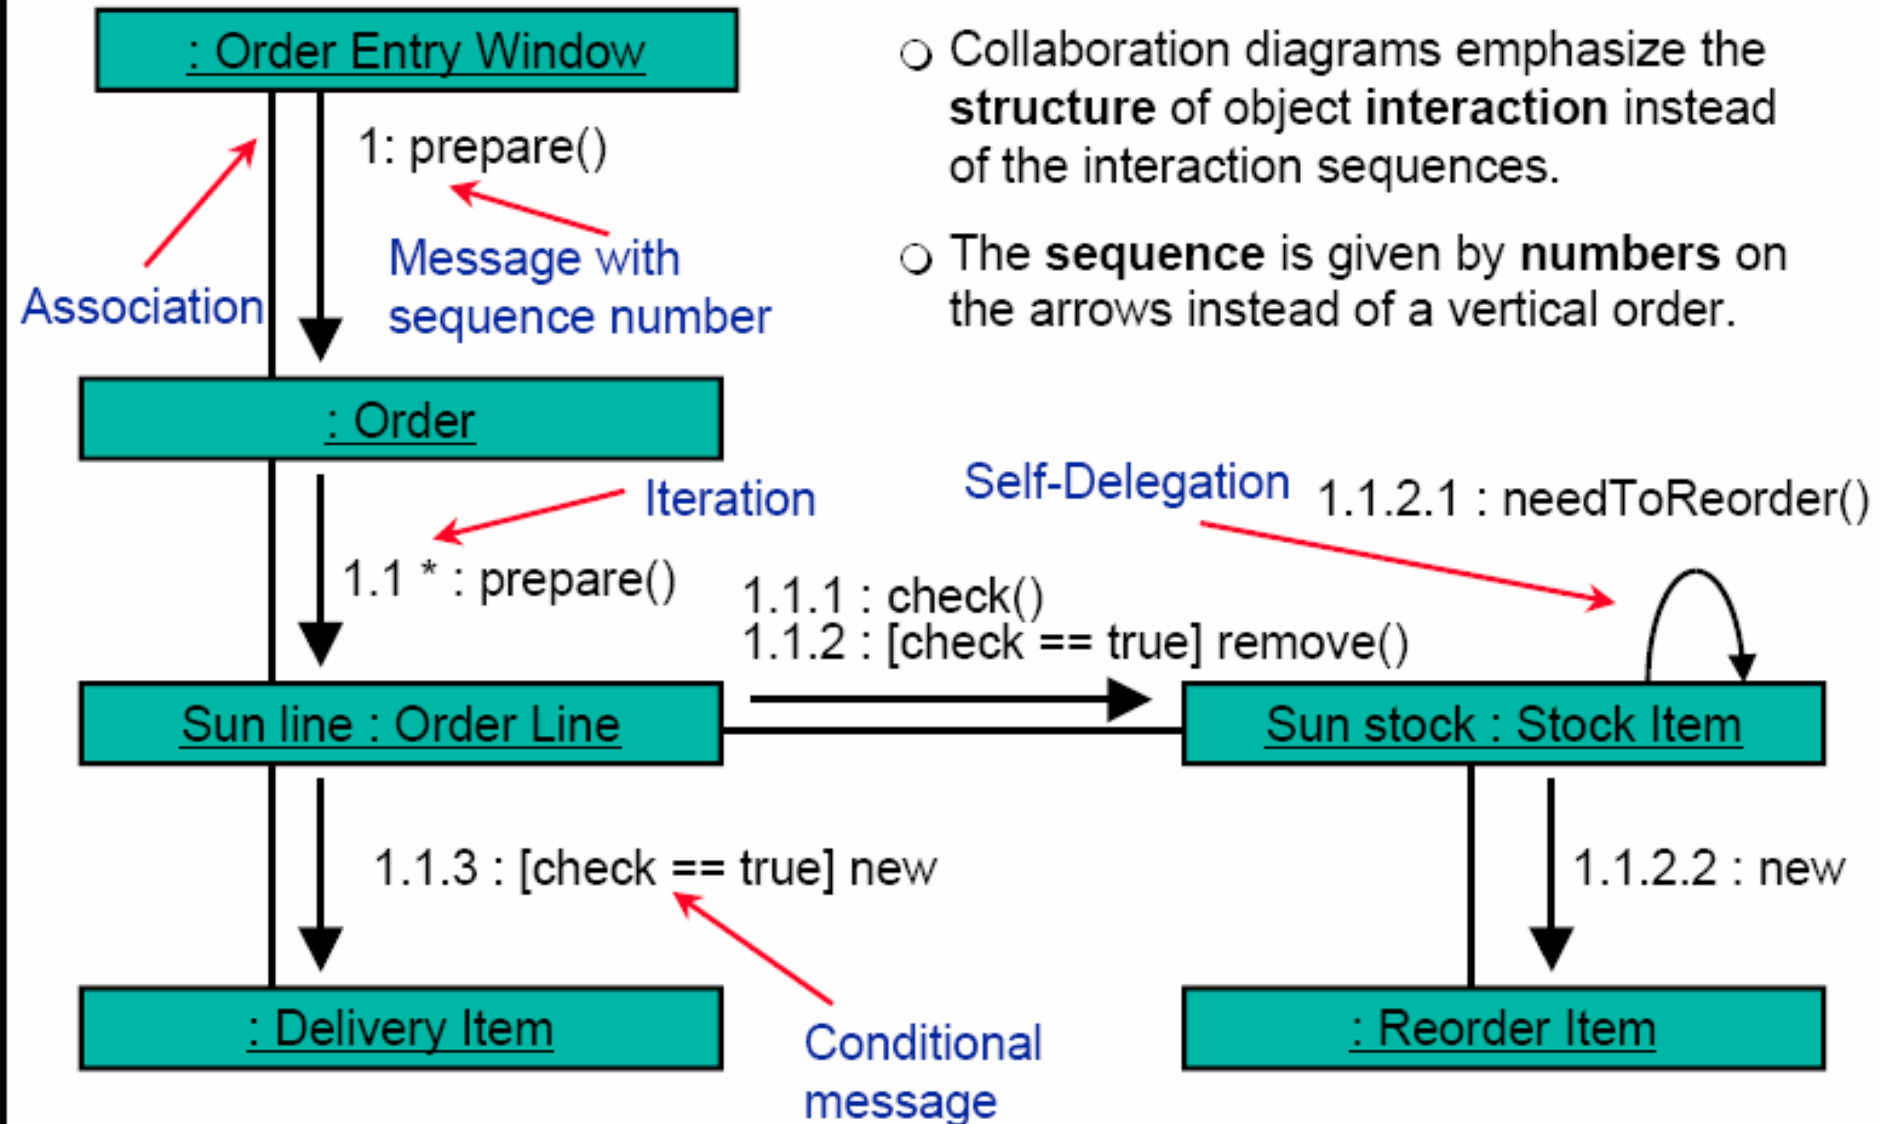 : Order Entry Window
1: prepare()
Association
Message with
sequence number
○ Collaboration diagrams emphasize the
structure of object interaction instead
of the interaction sequences.
○ The sequence is given by numbers on
the arrows instead of a vertical order.
: Order
Iteration
1.1 * : prepare()
Self-Delegation
1.1.2.1 : needToReorder()
1.1.1 : check()
1.1.2 : [check == true] remove()
Sun line : Order Line
Sun stock : Stock Item
1.1.3 : [check == true] new
1.1.2.2 : new
: Delivery Item
Conditional
message
: Reorder Item